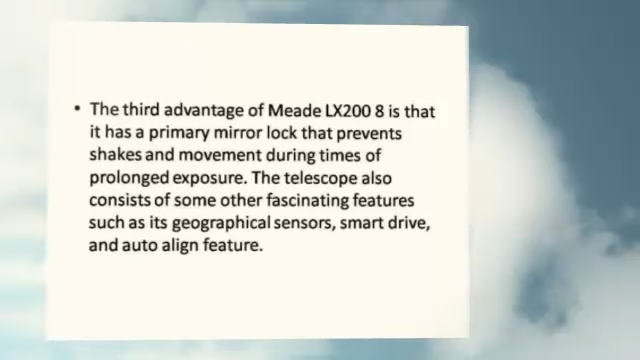 • The third advantage of Meade LX200 8 is that
it has a primary mirror lock that prevents
shakes and movement during times of
prolonged exposure. The telescope also
consists of some other fascinating features
such as its geographical sensors, smart drive,
and auto align feature.